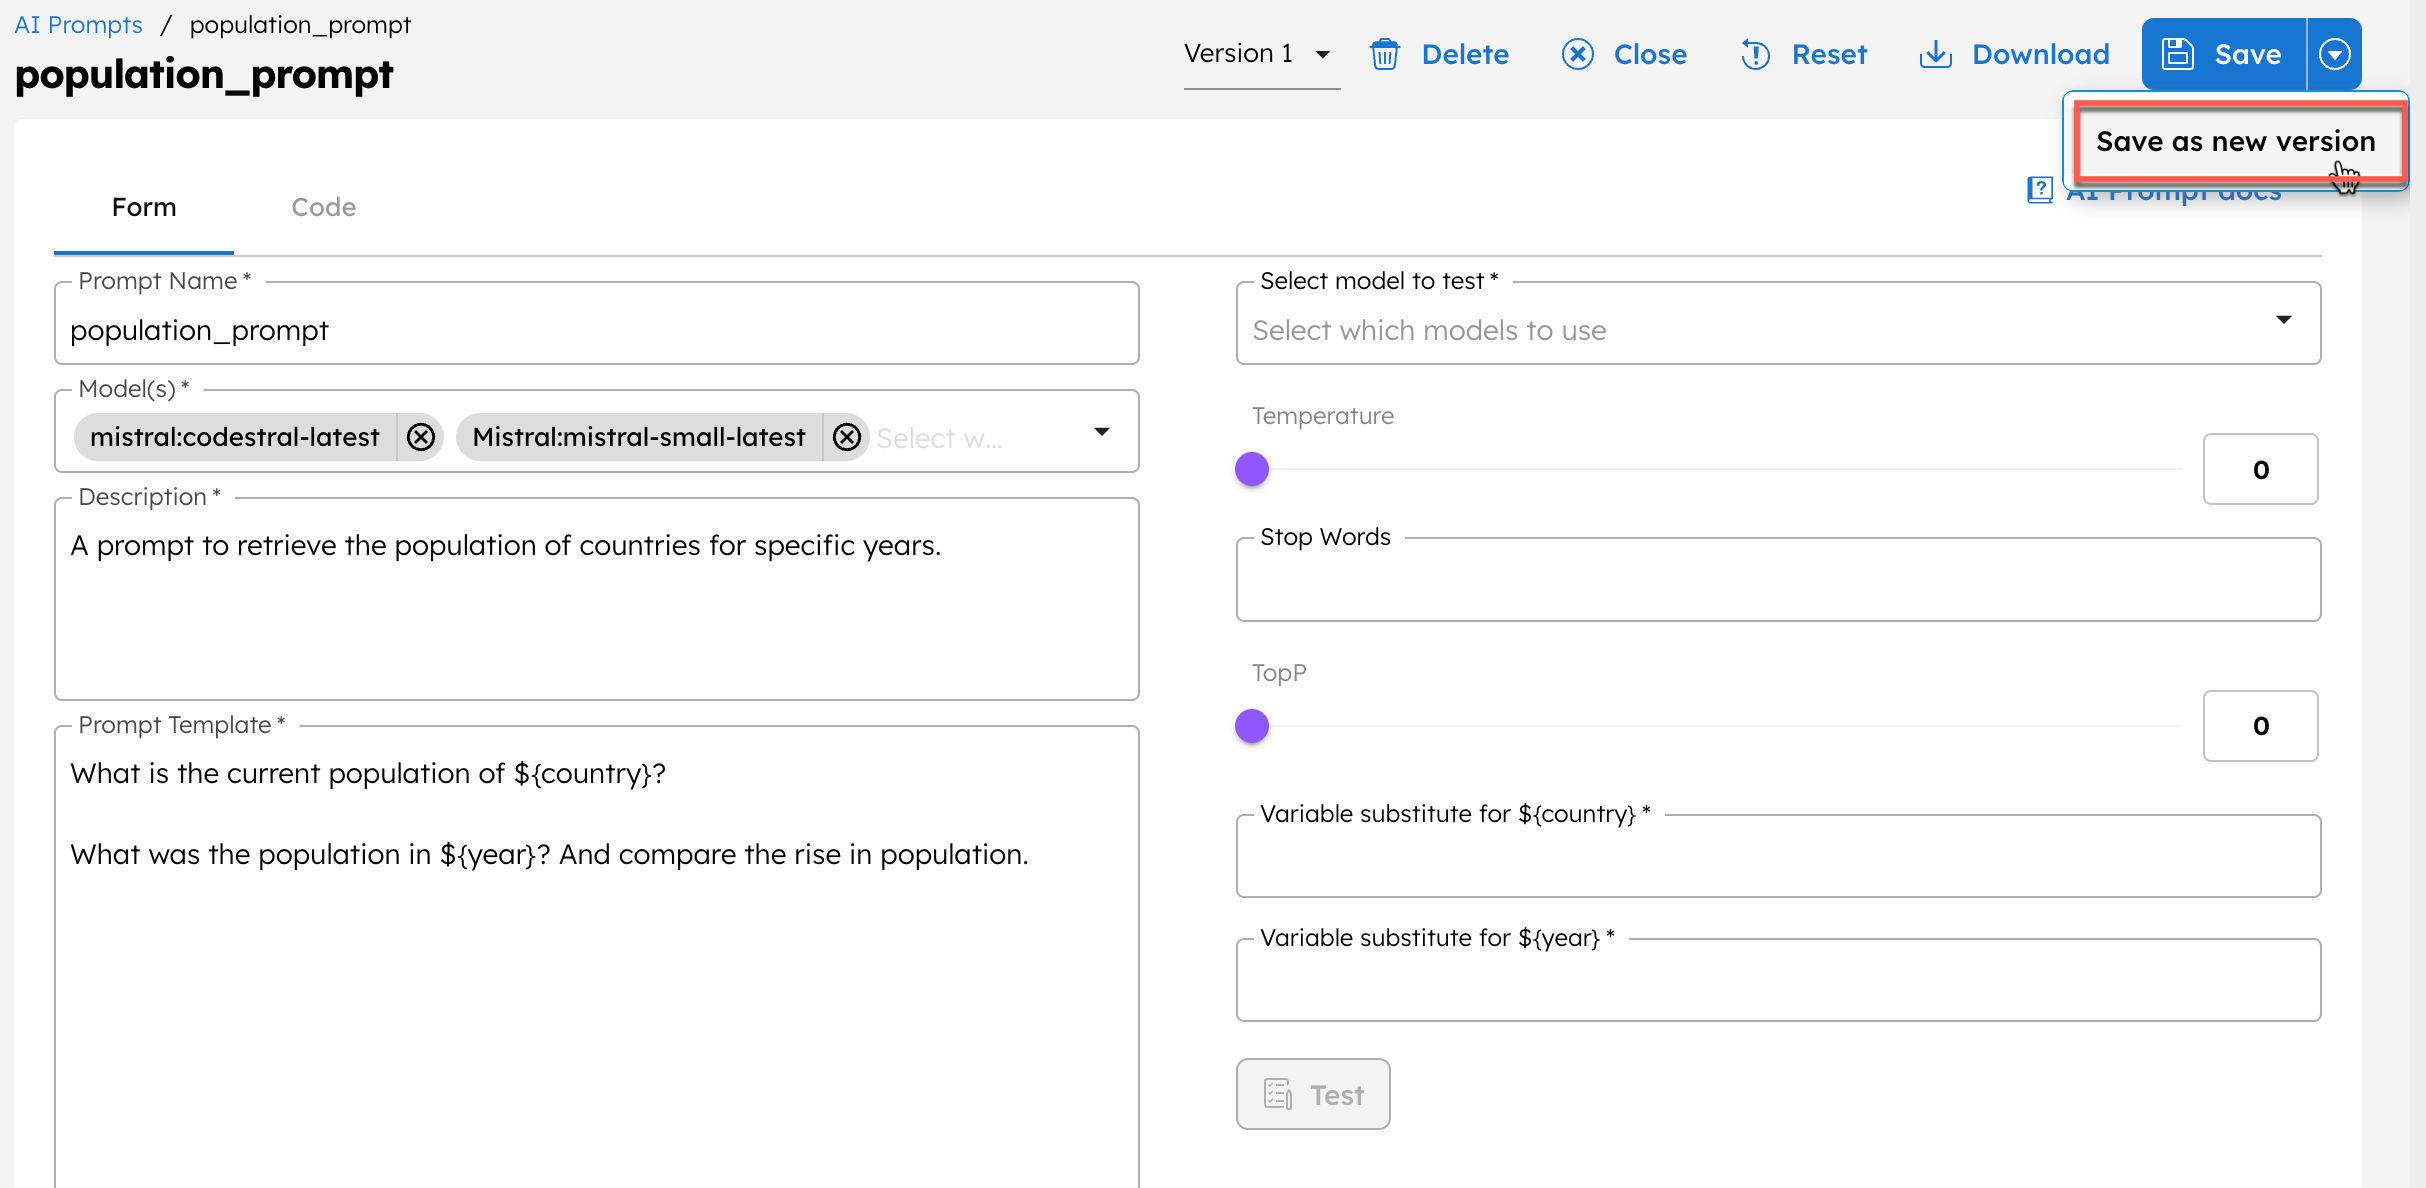 AI Prompts / population_prompt
population_prompt
Version 1
Delete
Close
Reset
Download
Save
Save as new version
AI Prompt docs
Form
Code
Prompt Name *
population_prompt
Model(s) *
mistral:codestral-latest
Mistral:mistral-small-latest
Select w...
Description *
A prompt to retrieve the population of countries for specific years.
Prompt Template *
What is the current population of ${country}?
What was the population in ${year}? And compare the rise in population.
Select model to test *
Select which models to use
Temperature
0
Stop Words
TopP
0
Variable substitute for ${country} *
Variable substitute for ${year} *
Test